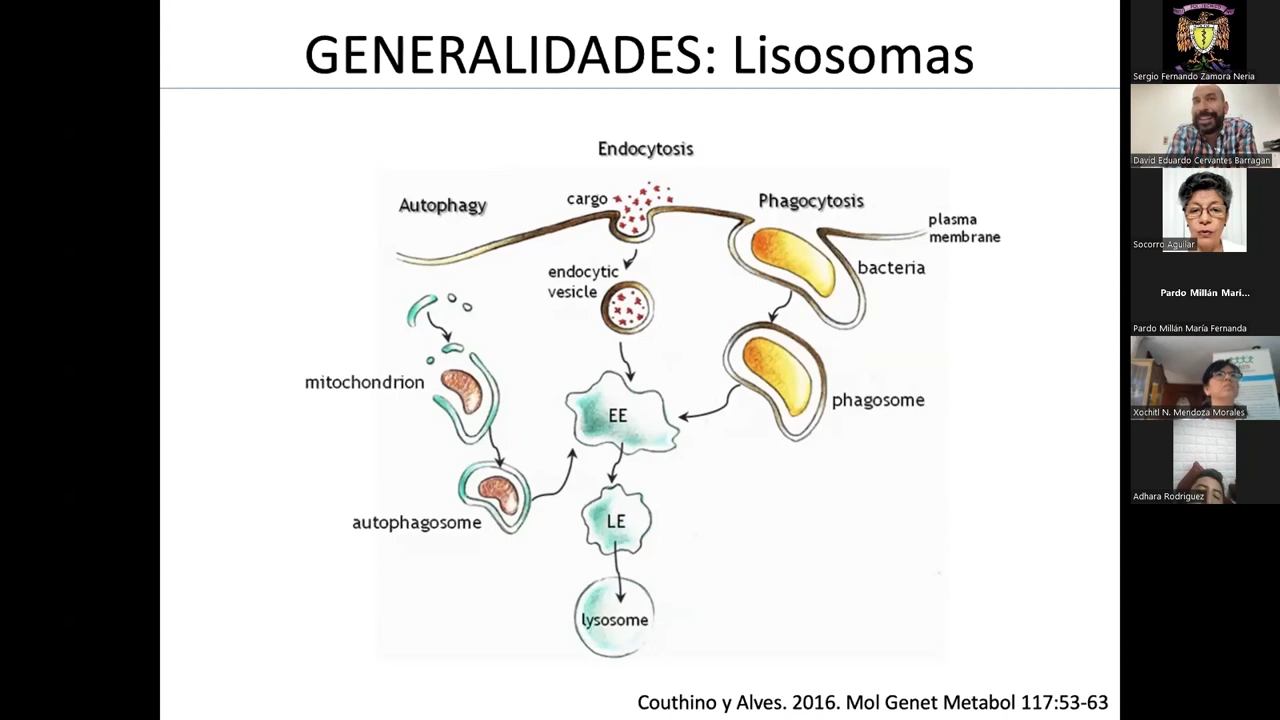 GENERALIDADES: Lisosomas
Endocytosis
Autophagy
cargo
Phagocytosis
plasma
membrane
endocytic
vesicle
bacteria
mitochondrion
EE
phagosome
autophagosome
LE
lysosome
Couthino y Alves. 2016. Mol Genet Metabol 117:53-63
Sergio Fernando Zamora Neria
David Eduardo Cervantes Barragan
Socorro Aguilar
Pardo Millán Mari...
Pardo Millán María Fernanda
Xochitl N. Mendoza Morales
Adhara Rodriguez